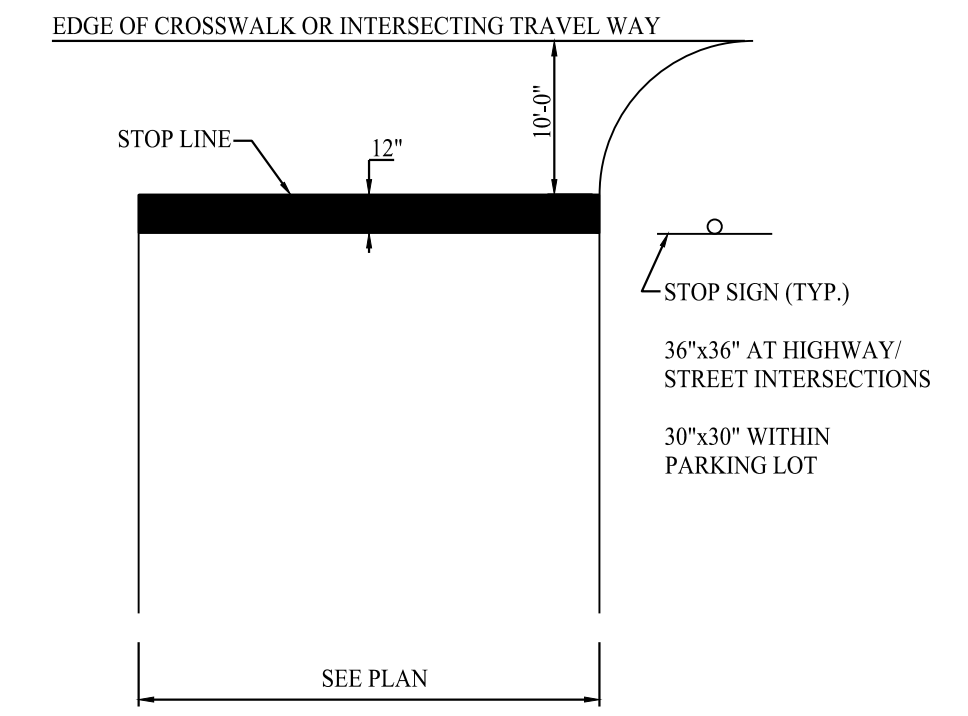 EDGE OF CROSSWALK OR INTERSECTING TRAVEL WAY
10'-0"
STOP LINE
12"
STOP SIGN (TYP.)
36"x36" AT HIGHWAY/
STREET INTERSECTIONS
30"x30" WITHIN
PARKING LOT
SEE PLAN